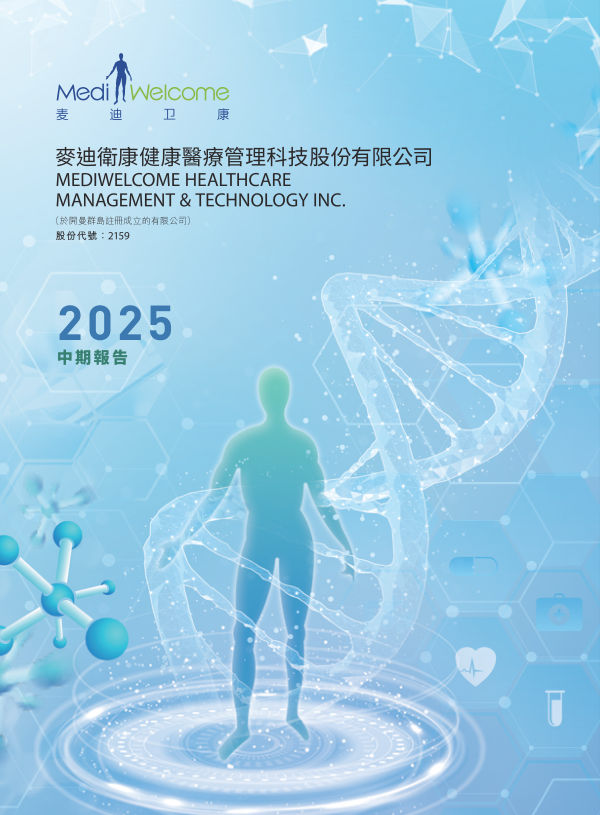 Medi Welcome
麦迪卫康
麥迪衛康健康醫療管理科技股份有限公司
MEDIWELCOME HEALTHCARE
MANAGEMENT & TECHNOLOGY INC.
(於開曼群島註冊成立的有限公司)
股份代號：2159
2025
中期報告